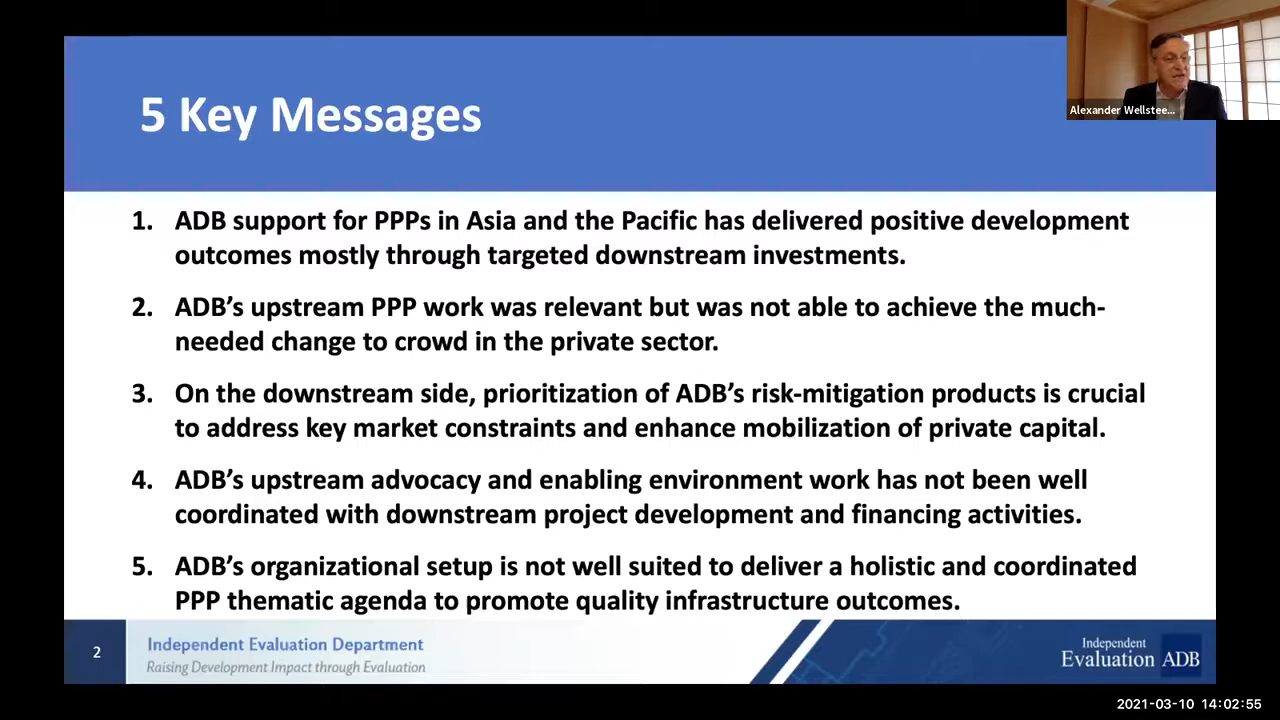 5 Key Messages
Alexander Wellstee...
1. ADB support for PPPs in Asia and the Pacific has delivered positive development
outcomes mostly through targeted downstream investments.
2. ADB's upstream PPP work was relevant but was not able to achieve the much-
needed change to crowd in the private sector.
3. On the downstream side, prioritization of ADB's risk-mitigation products is crucial
to address key market constraints and enhance mobilization of private capital.
4. ADB's upstream advocacy and enabling environment work has not been well
coordinated with downstream project development and financing activities.
5. ADB's organizational setup is not well suited to deliver a holistic and coordinated
PPP thematic agenda to promote quality infrastructure outcomes.
2
Independent Evaluation Department
Raising Development Impact through Evaluation
Independent
Evaluation ADB
2021-03-10 14:02:55